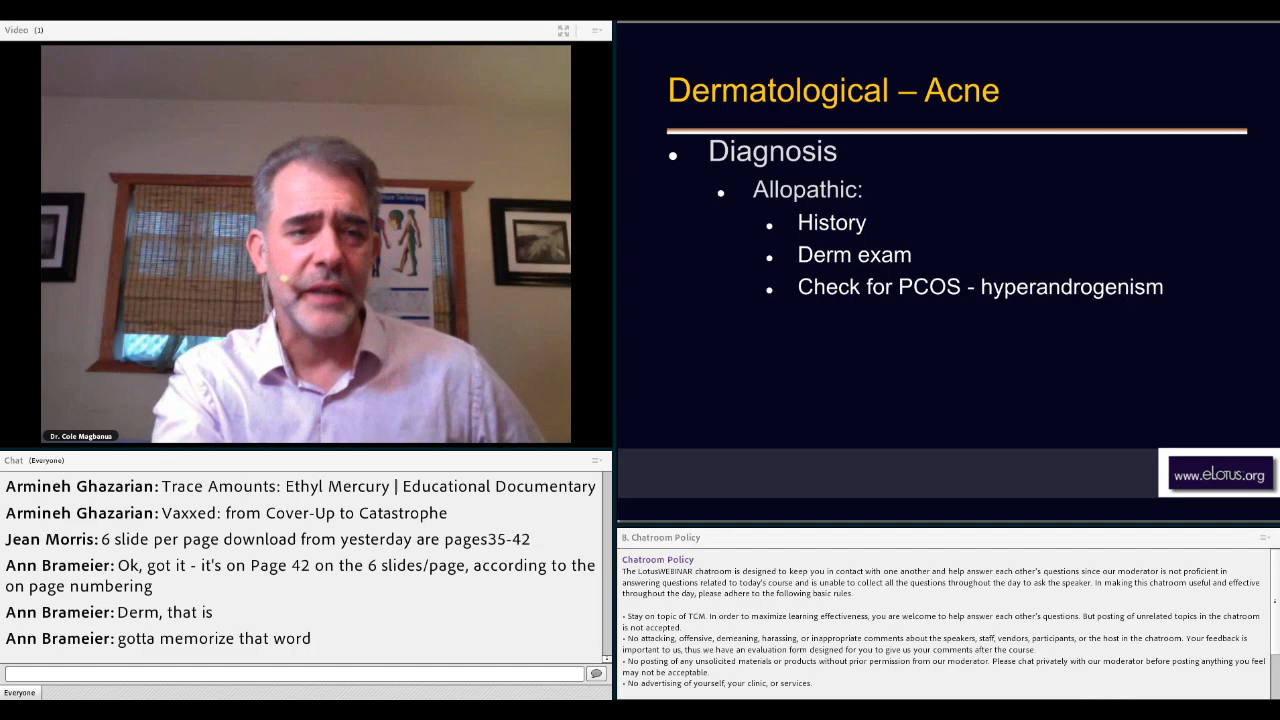 Video (1)
Technique
Dr. Cole Magbanua
Dermatological – Acne
• Diagnosis
• Allopathic:
• History
• Derm exam
• Check for PCOS - hyperandrogenism
www.eLotus.org
Chat (Everyone)
Armineh Ghazarian: Trace Amounts: Ethyl Mercury | Educational Documentary
Armineh Ghazarian: Vaxxed: from Cover-Up to Catastrophe
Jean Morris: 6 slide per page download from yesterday are pages35-42
Ann Brameier: Ok, got it - it's on Page 42 on the 6 slides/page, according to the
on page numbering
Ann Brameier: Derm, that is
Ann Brameier: gotta memorize that word
Everyone
B. Chatroom Policy
Chatroom Policy
The LotusWEBINAR chatroom is designed to keep you in contact with one another and help answer each other's questions since our moderator is not proficient in
answering questions related to today's course and is unable to collect all the questions throughout the day to ask the speaker. In making this chatroom useful and effective
throughout the day, please adhere to the following basic rules.
• Stay on topic of TCM. In order to maximize learning effectiveness, you are welcome to help answer each other's questions. But posting of unrelated topics in the chatroom
is not accepted.
• No attacking, offensive, demeaning, harassing, or inappropriate comments about the speakers, staff, vendors, participants, or the host in the chatroom. Your feedback is
important to us, thus we have an evaluation form designed for you to give us your comments after the course.
• No posting of any unsolicited materials or products without prior permission from our moderator. Please chat privately with our moderator before posting anything you feel
may not be acceptable.
• No advertising of yourself, your clinic, or services.